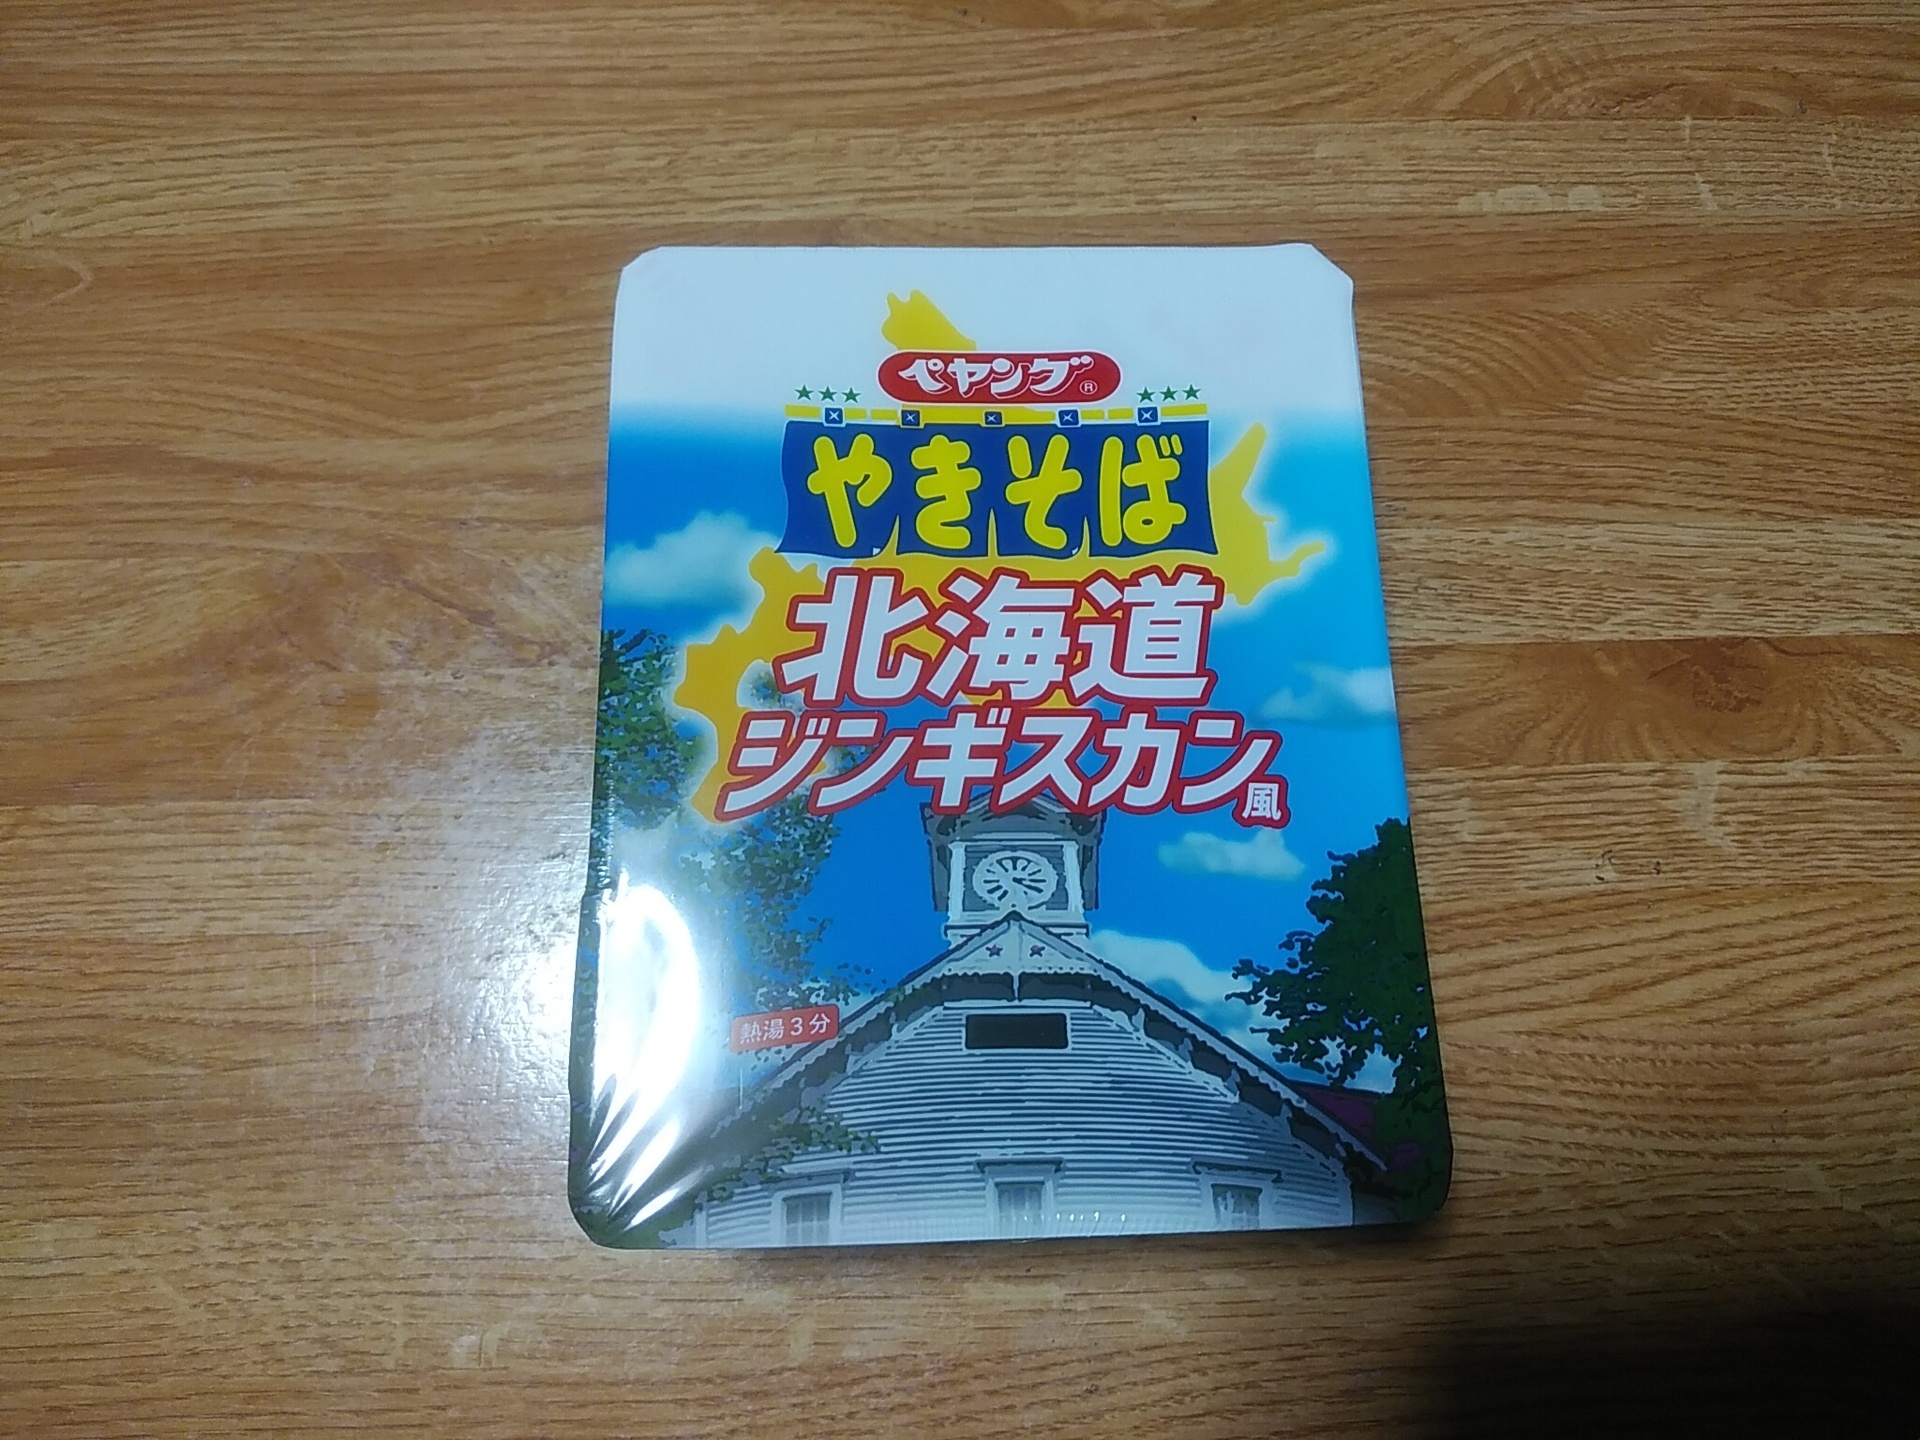 ペヤング®
やきそば
北海道
ジンギスカン風
熱湯3分